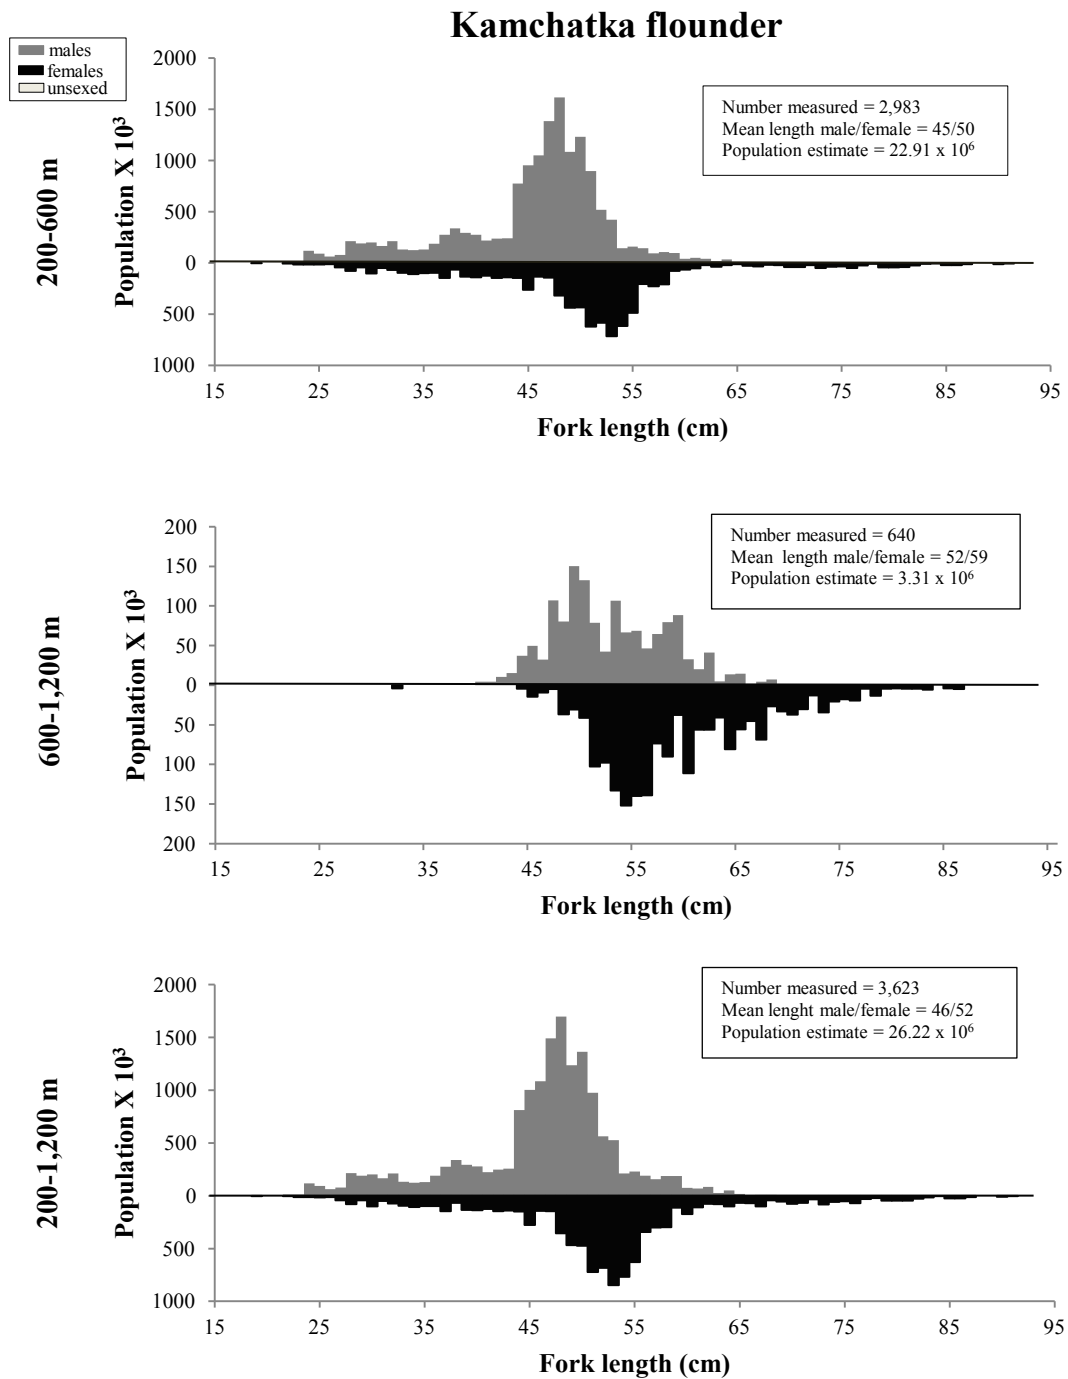 Kamchatka flounder
males
females
unsexed
200-600 m
Population X 10³
2000
1500
1000
500
0
500
1000
Number measured = 2,983
Mean length male/female = 45/50
Population estimate = 22.91 x 10⁶
15 25 35 45 55 65 75 85 95
Fork length (cm)
600-1,200 m
Population X 10³
200
150
100
50
0
50
100
150
200
Number measured = 640
Mean length male/female = 52/59
Population estimate = 3.31 x 10⁶
15 25 35 45 55 65 75 85 95
Fork length (cm)
200-1,200 m
Population X 10³
2000
1500
1000
500
0
500
1000
Number measured = 3,623
Mean lenght male/female = 46/52
Population estimate = 26.22 x 10⁶
15 25 35 45 55 65 75 85 95
Fork length (cm)